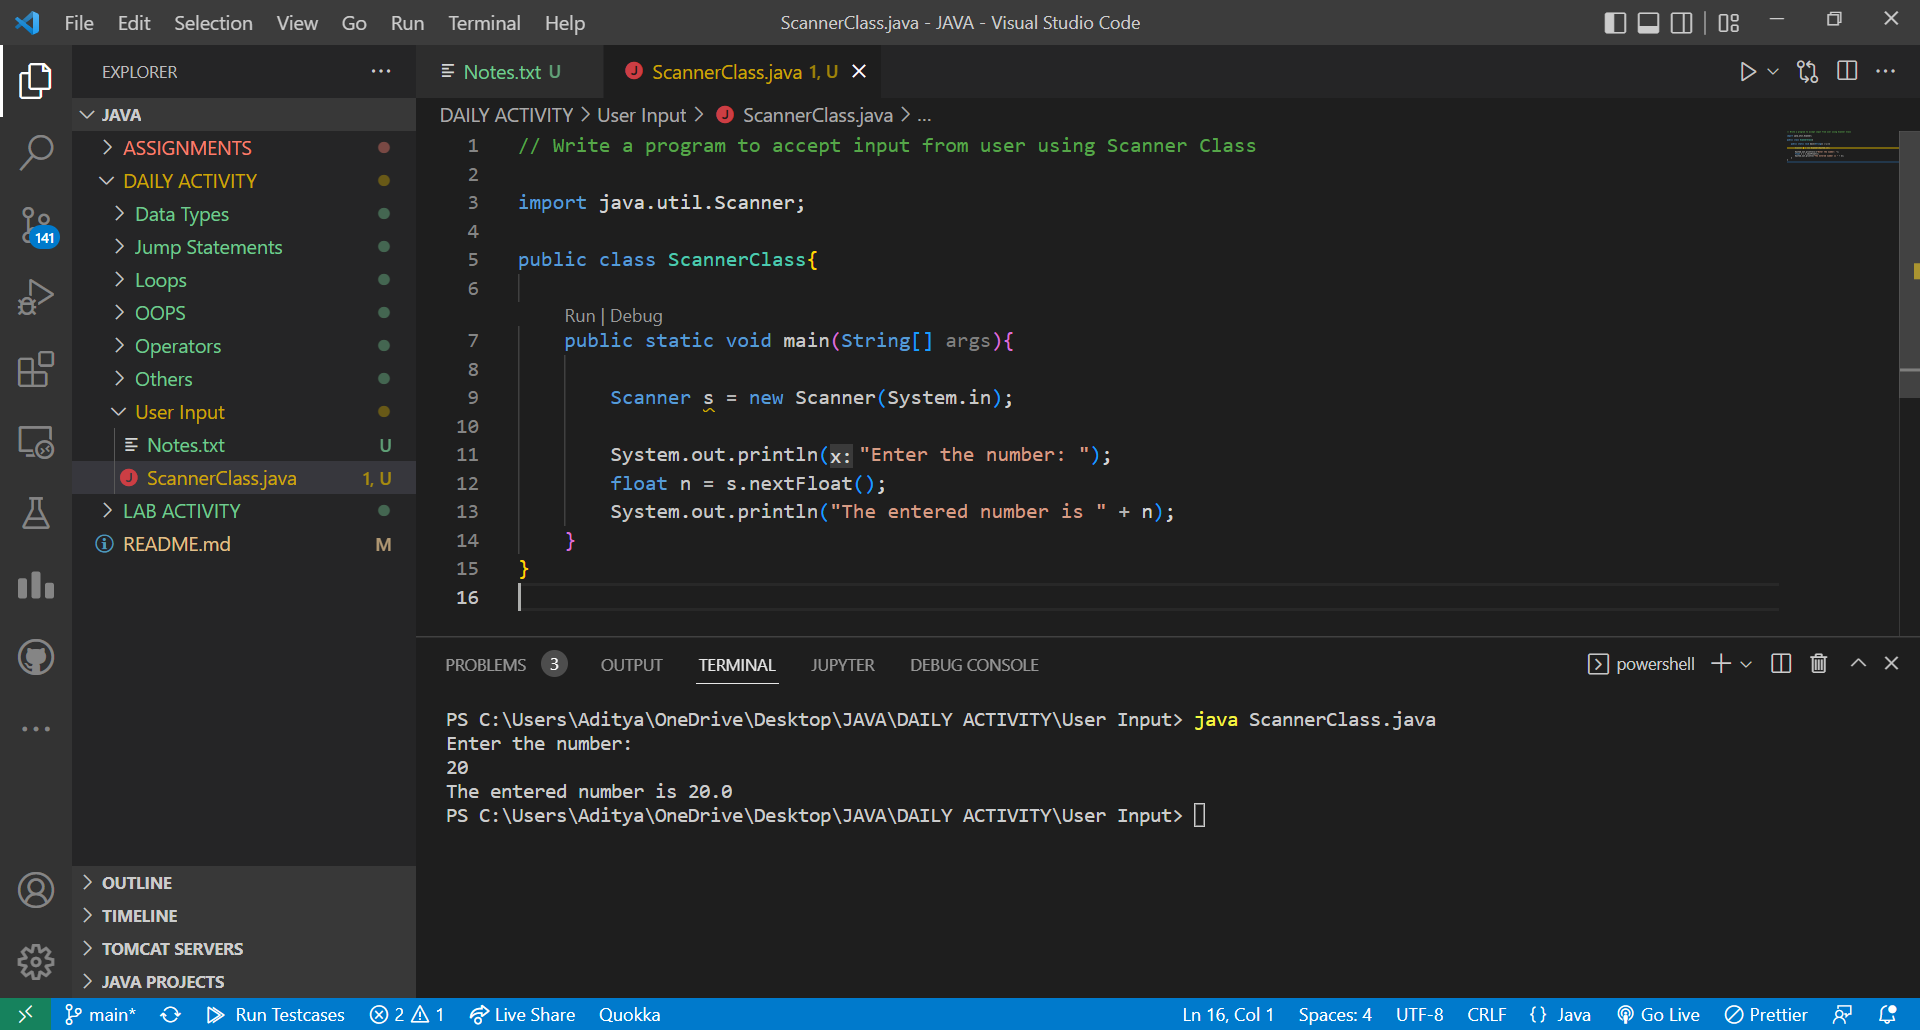 File Edit Selection View Go Run Terminal Help ScannerClass.java - JAVA - Visual Studio Code
EXPLORER
JAVA
ASSIGNMENTS
DAILY ACTIVITY
Data Types
Jump Statements
Loops
OOPS
Operators
Others
User Input
Notes.txt U
ScannerClass.java 1, U
LAB ACTIVITY
README.md M
OUTLINE
TIMELINE
TOMCAT SERVERS
JAVA PROJECTS
141
Notes.txt U ScannerClass.java 1, U
DAILY ACTIVITY > User Input > ScannerClass.java > ...
1 // Write a program to accept input from user using Scanner Class
2
3 import java.util.Scanner;
4
5 public class ScannerClass{
6
Run | Debug
7 public static void main(String[] args){
8
9 Scanner s = new Scanner(System.in);
10
11 System.out.println(x: "Enter the number: ");
12 float n = s.nextFloat();
13 System.out.println("The entered number is " + n);
14 }
15 }
16
PROBLEMS 3 OUTPUT TERMINAL JUPYTER DEBUG CONSOLE powershell
PS C:\Users\Aditya\OneDrive\Desktop\JAVA\DAILY ACTIVITY\User Input> java ScannerClass.java
Enter the number:
20
The entered number is 20.0
PS C:\Users\Aditya\OneDrive\Desktop\JAVA\DAILY ACTIVITY\User Input>
main* Run Testcases 2 1 Live Share Quokka Ln 16, Col 1 Spaces: 4 UTF-8 CRLF {} Java Go Live Prettier